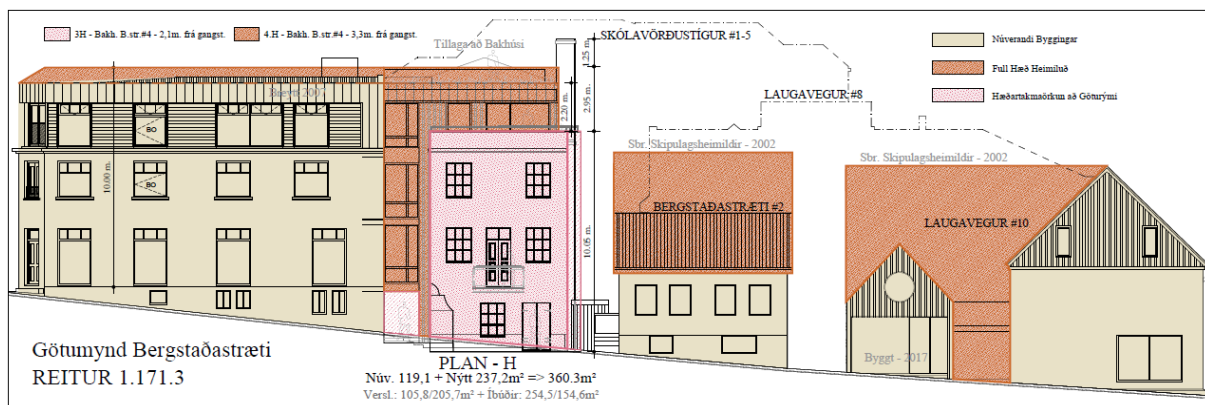 3H - Bakh. B.str.#4 - 2,1m. frá gangst.
4.H - Bakh. B.str.#4 - 3,3m. frá gangst.
Tillaga að Bakhúsi
SKÓLAVÖRÐUSTÍGUR #1-5
Núverandi Byggingar
Full Hæð Heimiluð
Hæðartakmaörkun að Göturými
1.25 m.
2.95 m.
2.20 m.
Breytt 2007
LAUGAVEGUR #8
BO
BO
10.00 m.
10.05 m.
Sbr. Skipulagsheimildir - 2002
Sbr. Skipulagsheimildir - 2002
BERGSTAÐASTRÆTI #2
LAUGAVEGUR #10
Byggt - 2017
Götumynd Bergstaðastræti
REITUR 1.171.3
PLAN - H
Núv. 119,1 + Nýtt 237,2m² => 360.3m²
Versl.: 105,8/205,7m² + Íbúðir: 254,5/154,6m²